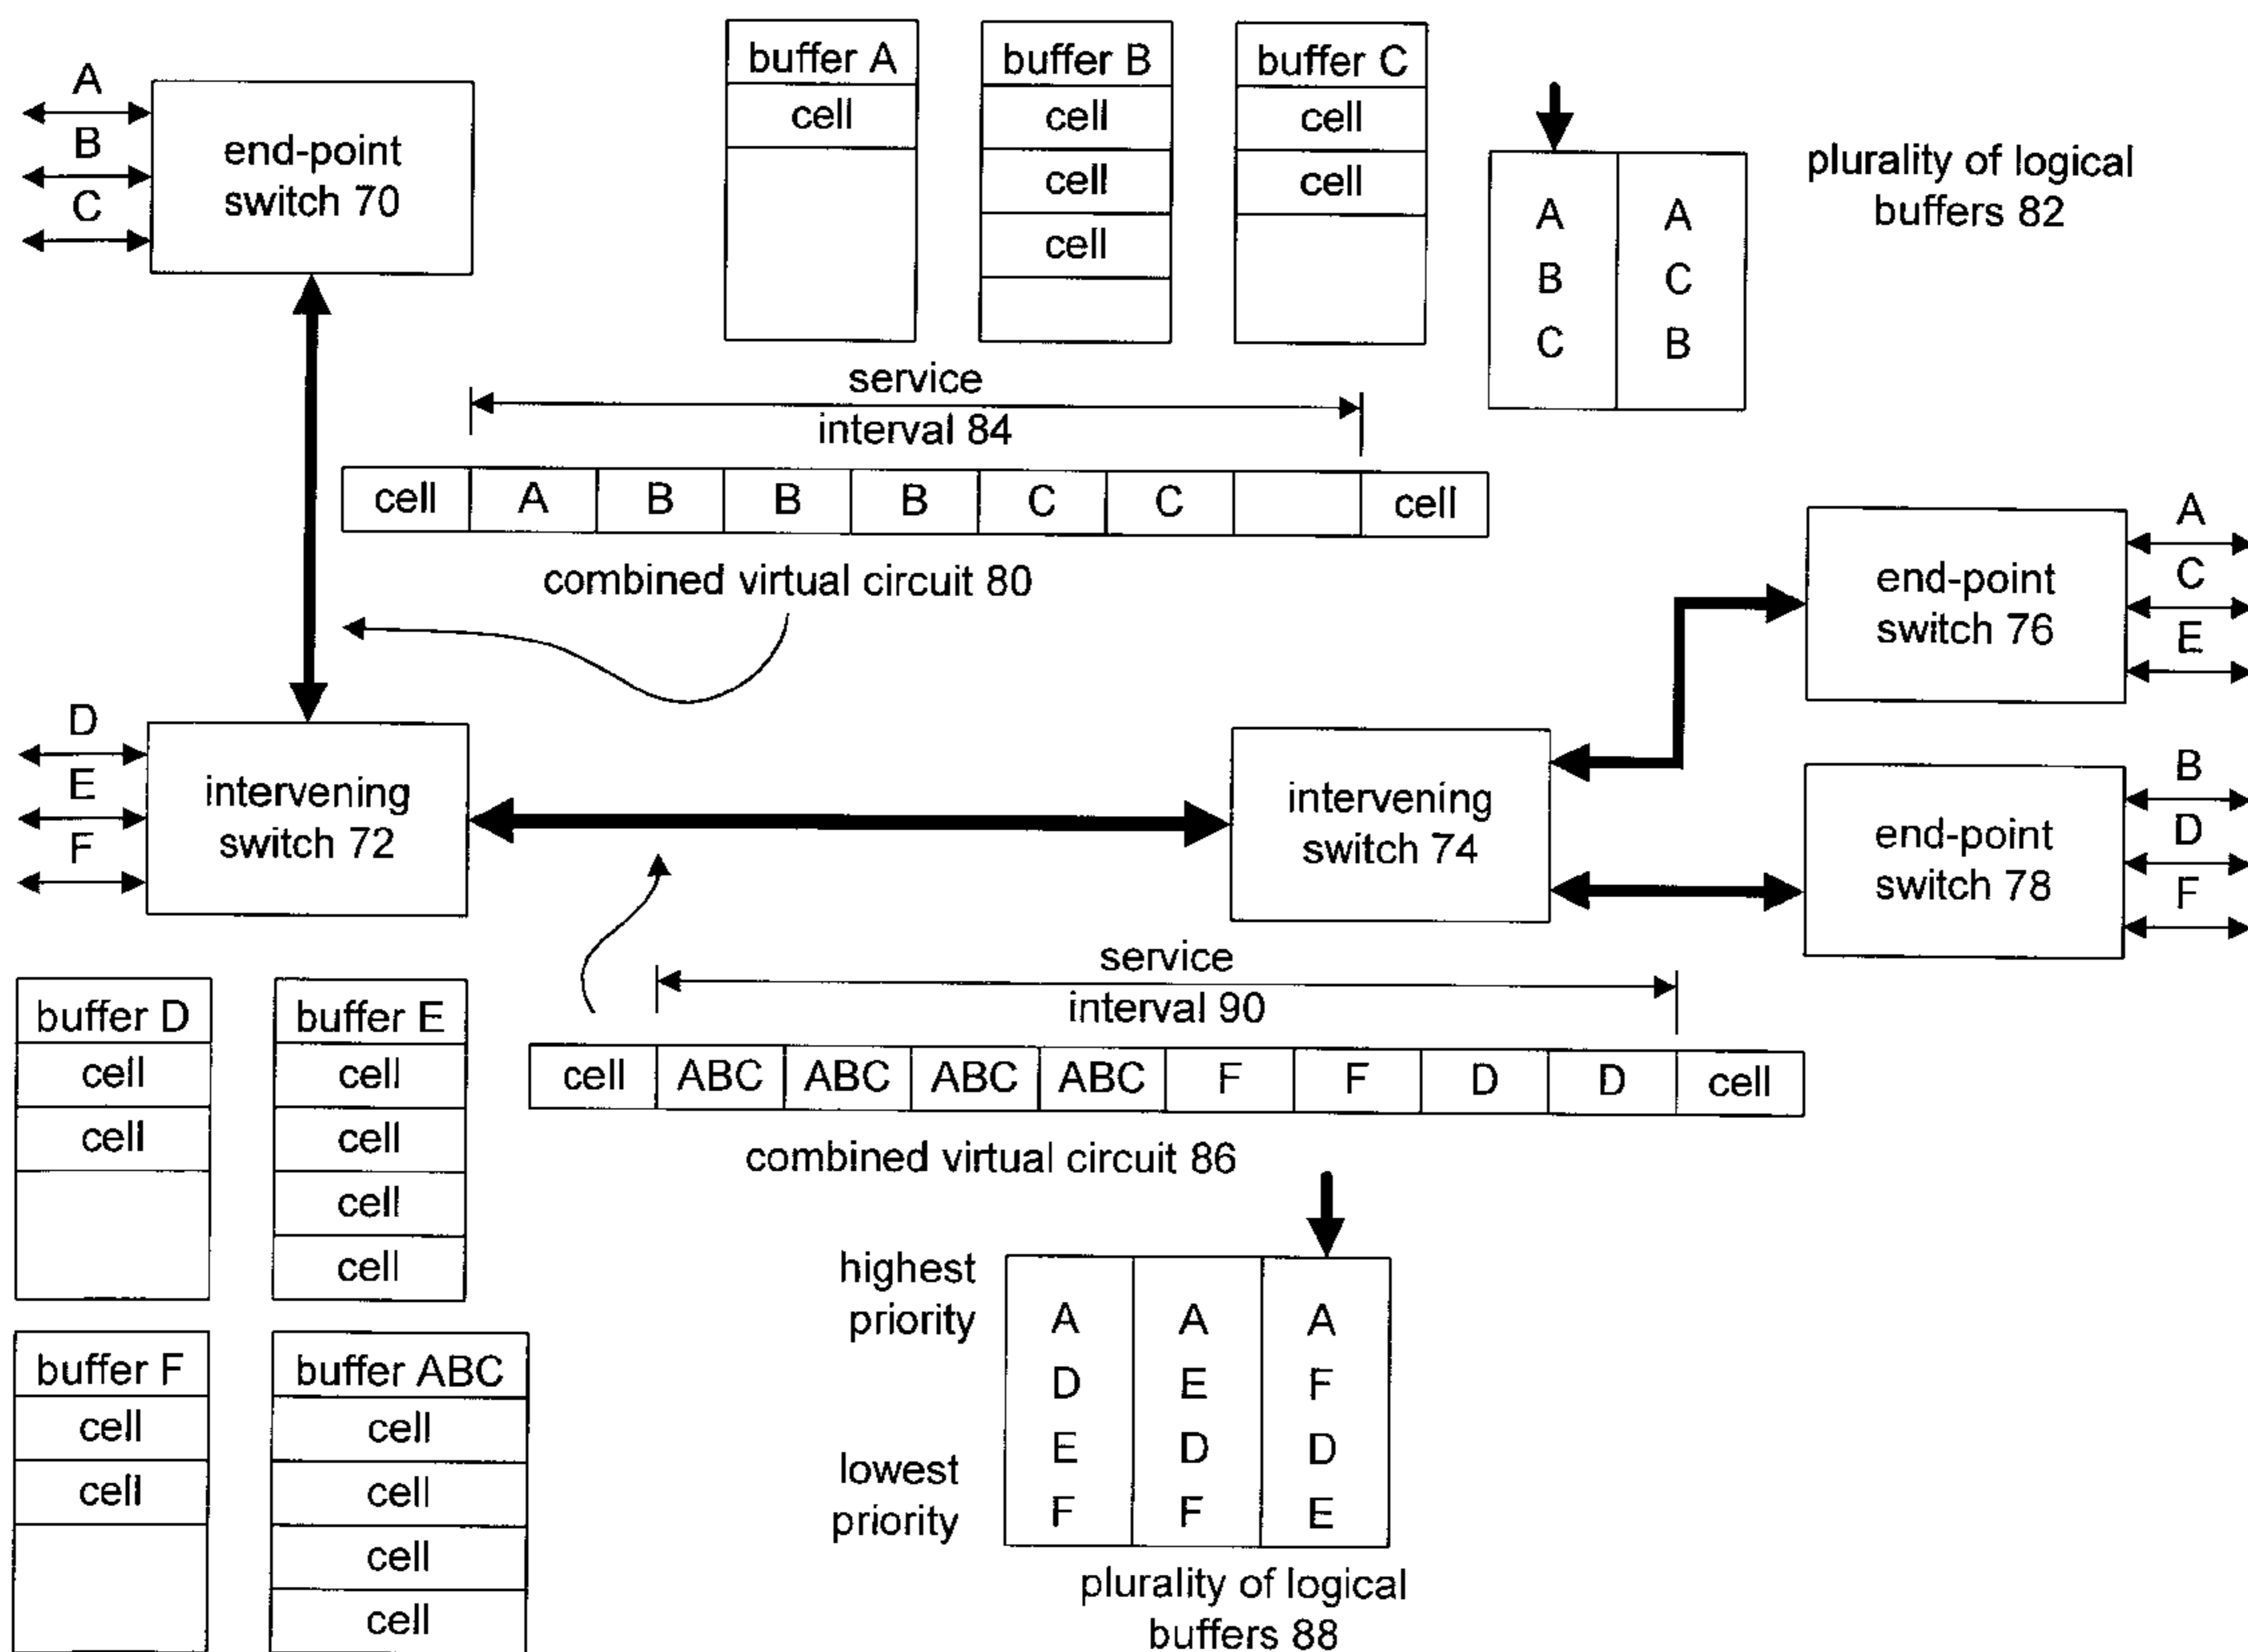 A
B
C
end-point
switch 70
buffer A
cell
buffer B
cell
cell
cell
buffer C
cell
cell
A A
B C
C B
plurality of logical
buffers 82
service
interval 84
cell A B B B C C cell
combined virtual circuit 80
end-point
switch 76
A
C
E
D
E
F
intervening
switch 72
intervening
switch 74
end-point
switch 78
B
D
F
service
interval 90
cell ABC ABC ABC ABC F F D D cell
combined virtual circuit 86
buffer D
cell
cell
buffer E
cell
cell
cell
cell
buffer F
cell
cell
buffer ABC
cell
cell
cell
cell
highest
priority
lowest
priority
A A A
D E F
E D D
F F E
plurality of logical
buffers 88